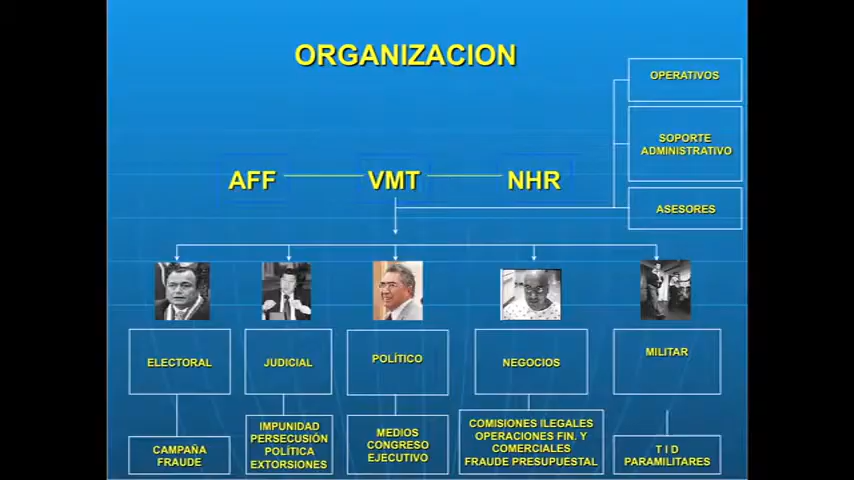 ORGANIZACION
OPERATIVOS
SOPORTE
ADMINISTRATIVO
ASESORES
AFF
VMT
NHR
ELECTORAL
JUDICIAL
POLÍTICO
NEGOCIOS
MILITAR
CAMPAÑA
FRAUDE
IMPUNIDAD
PERSECUSIÓN
POLÍTICA
EXTORSIONES
MEDIOS
CONGRESO
EJECUTIVO
COMISIONES ILEGALES
OPERACIONES FIN. Y
COMERCIALES
FRAUDE PRESUPUESTAL
T I D
PARAMILITARES